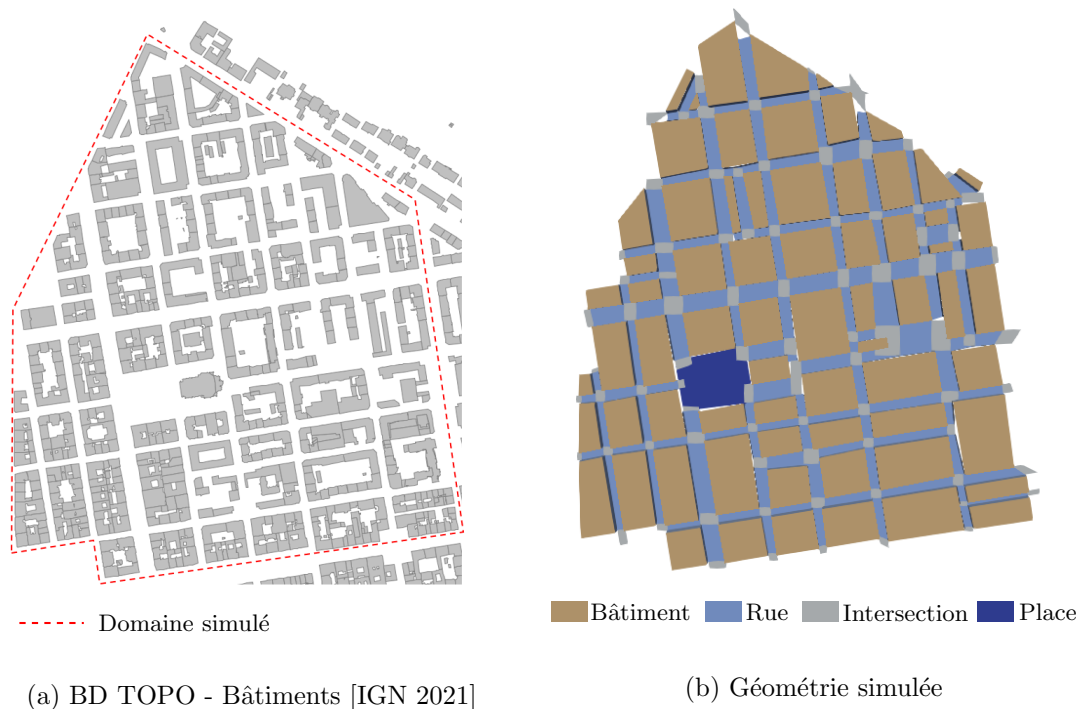 Domaine simulé
(a) BD TOPO - Bâtiments [IGN 2021]
Bâtiment Rue Intersection Place
(b) Géométrie simulée